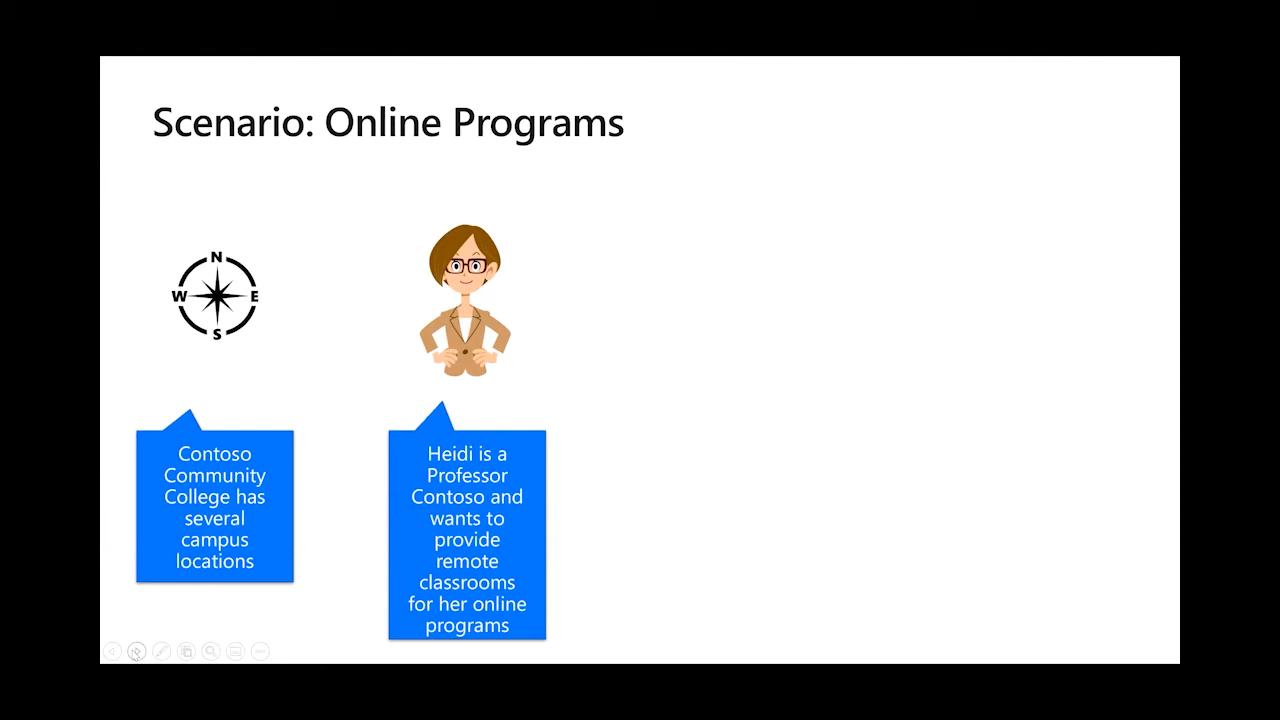 Scenario: Online Programs
N
W
E
S
Contoso
Community
College has
several
campus
locations
Heidi is a
Professor
Contoso and
wants to
provide
remote
classrooms
for her online
programs